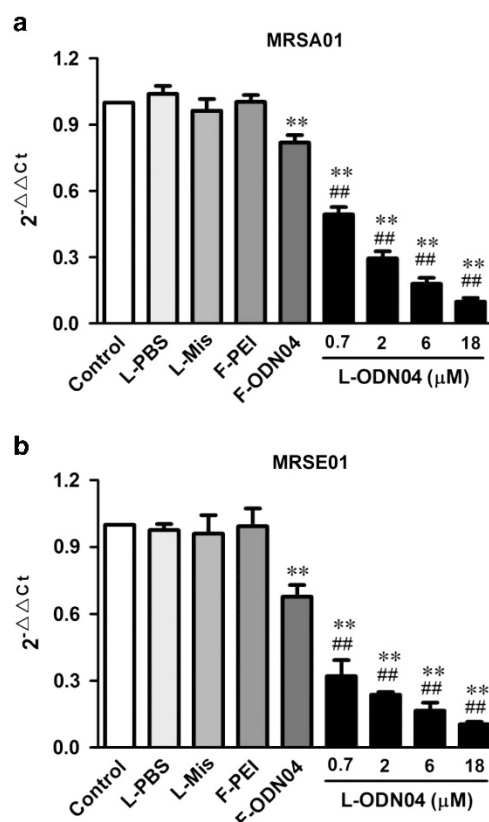 a
MRSA01
1.2
0.9
0.6
0.3
0.0
2^-△△Ct
**
**
##
**
##
**
##
**
##
Control
L-PBS
L-Mis
F-PEI
F-ODN04
0.7 2 6 18
L-ODN04 (μM)
b
MRSE01
1.2
0.9
0.6
0.3
0.0
2^-△△Ct
**
**
##
**
##
**
##
**
##
Control
L-PBS
L-Mis
F-PEI
F-ODN04
0.7 2 6 18
L-ODN04 (μM)